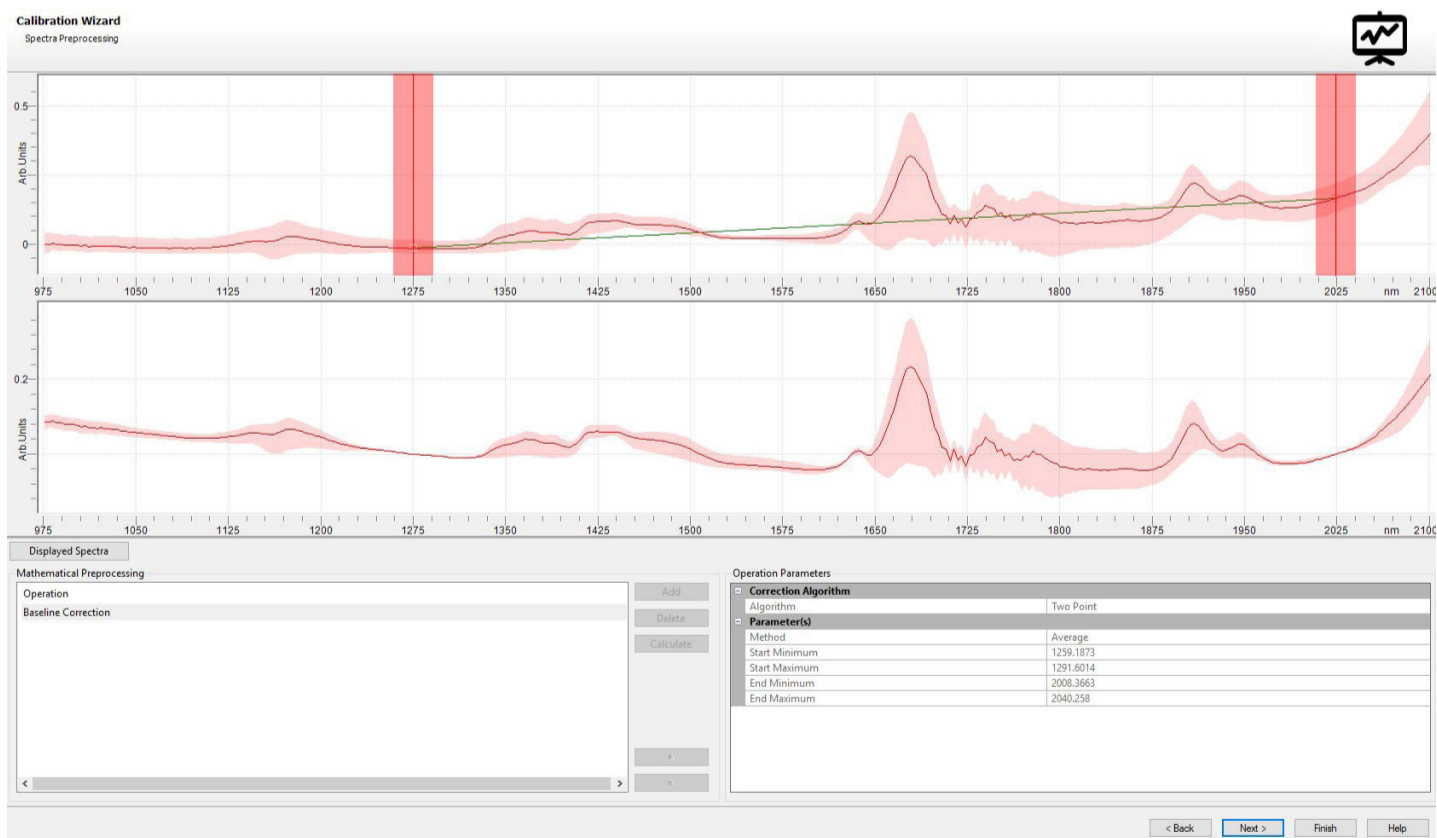 Calibration Wizard
Spectra Preprocessing
0.5
0
Arb.Units
975 1050 1125 1200 1275 1350 1425 1500 1575 1650 1725 1800 1875 1950 2025 nm 2100
0.2
Arb.Units
975 1050 1125 1200 1275 1350 1425 1500 1575 1650 1725 1800 1875 1950 2025 nm 2100
Displayed Spectra
Mathematical Preprocessing
Operation
Baseline Correction
Add
Delete
Calculate
Operation Parameters
Correction Algorithm
Algorithm Two Point
Parameter(s)
Method Average
Start Minimum 1259.1873
Start Maximum 1291.6014
End Minimum 2008.3663
End Maximum 2040.258
< Back Next > Finish Help